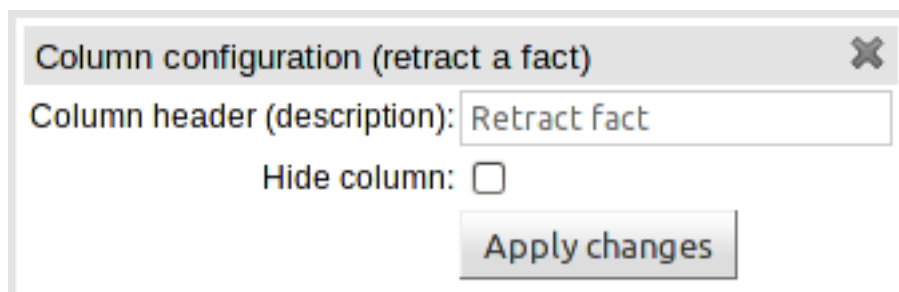 Column configuration (retract a fact)
Column header (description): Retract fact
Hide column:
Apply changes